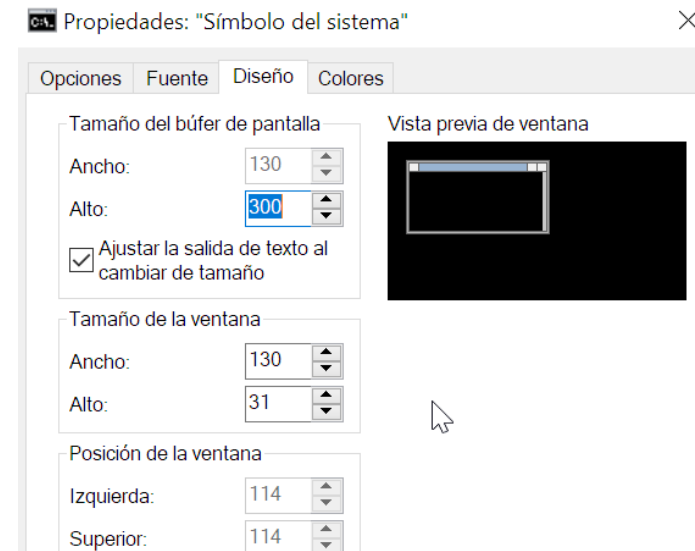 Propiedades: "Símbolo del sistema"
Opciones Fuente Diseño Colores
Tamaño del búfer de pantalla
Ancho: 130
Alto: 300
Ajustar la salida de texto al
cambiar de tamaño
Vista previa de ventana
Tamaño de la ventana
Ancho: 130
Alto: 31
Posición de la ventana
Izquierda: 114
Superior: 114